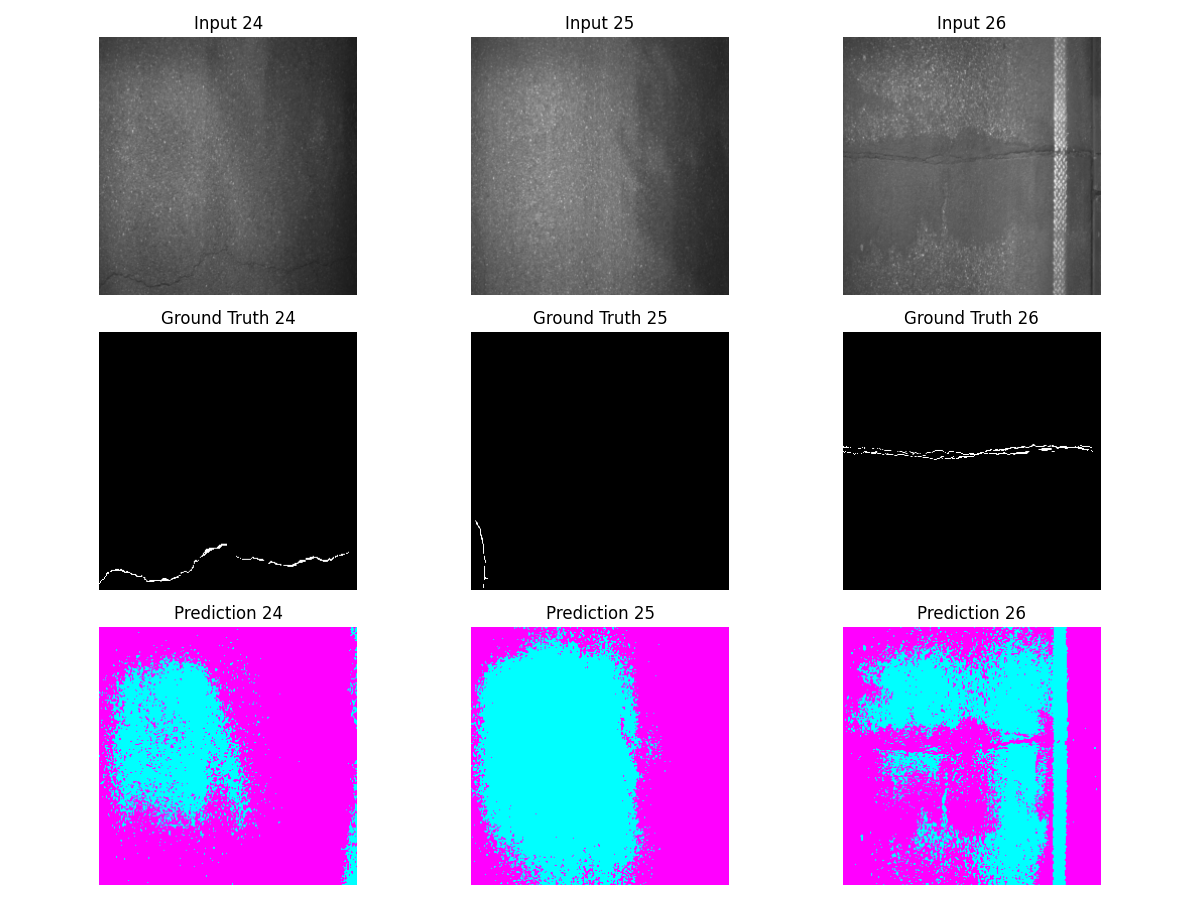 Input 24
Input 25
Input 26
Ground Truth 24
Ground Truth 25
Ground Truth 26
Prediction 24
Prediction 25
Prediction 26